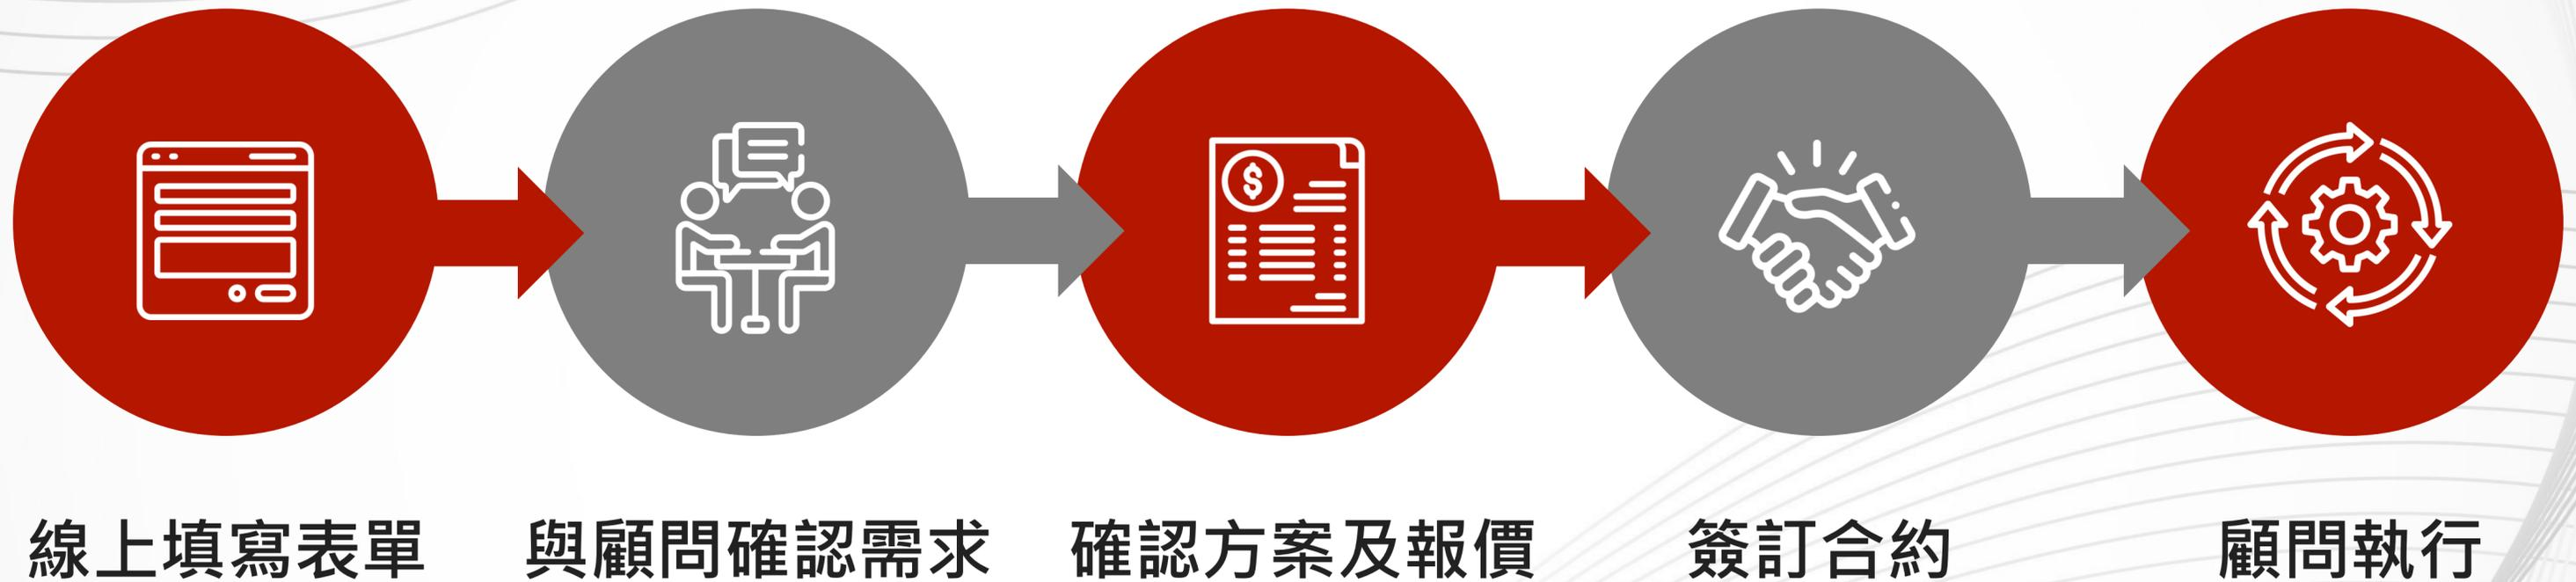 線上填寫表單
與顧問確認需求
確認方案及報價
簽訂合約
顧問執行
$